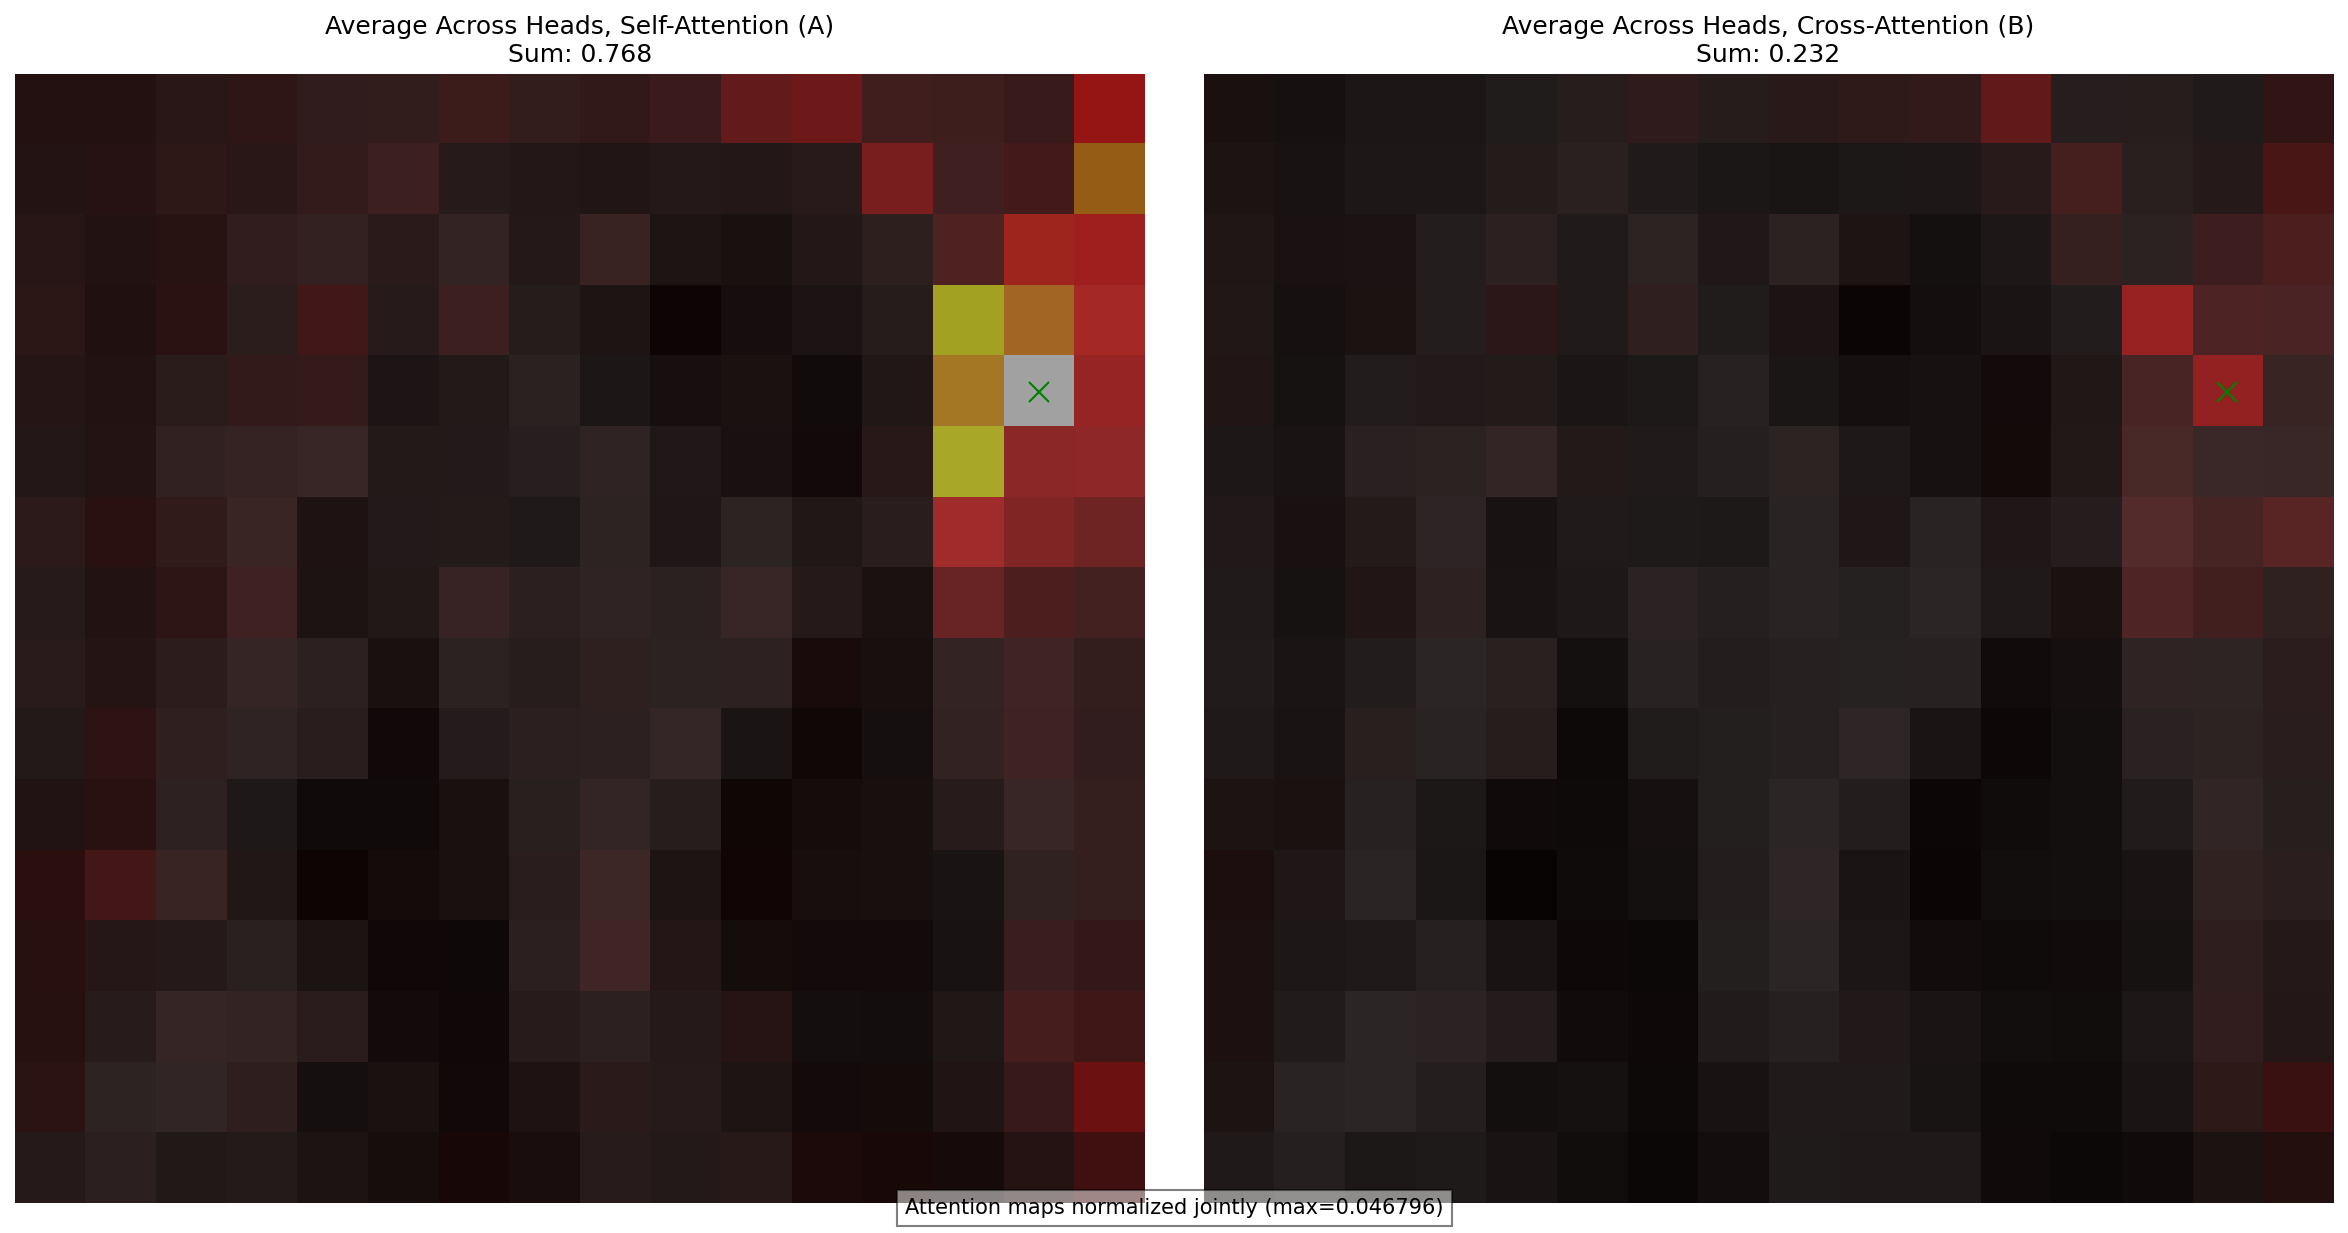 Average Across Heads, Self-Attention (A)
Sum: 0.768
Average Across Heads, Cross-Attention (B)
Sum: 0.232
Attention maps normalized jointly (max=0.046796)